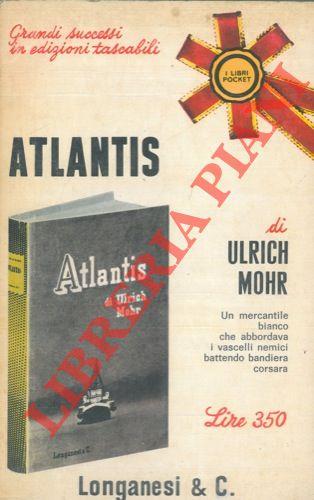 Grandi successi
in edizioni tascabili
I LIBRI
POCKET
ATLANTIS
di
ULRICH
MOHR
Un mercantile
bianco
che abbordava
i vascelli nemici
battendo bandiera
corsara
Atlantis
di Ulrich
Mohr
Longanesi & C.
Lire 350
Longanesi & C.
LIBRERIA PIANI